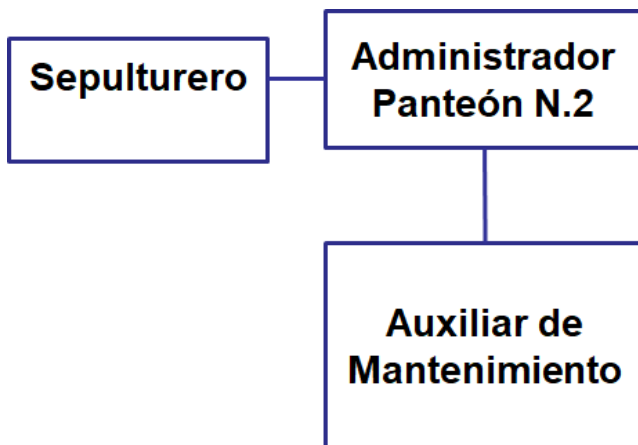 Sepulturero
Administrador
Panteón N.2
Auxiliar de
Mantenimiento